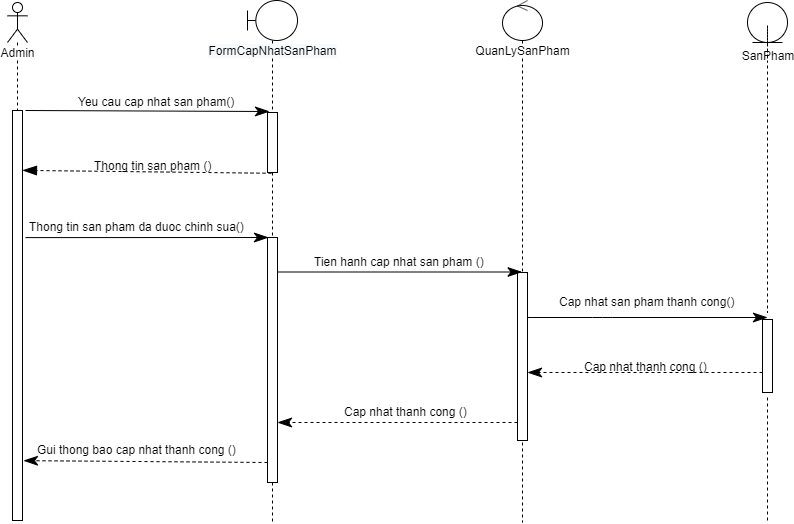 Admin
FormCapNhatSanPham
QuanLySanPham
SanPham
Yeu cau cap nhat san pham()
Thong tin san pham ()
Thong tin san pham da duoc chinh sua()
Tien hanh cap nhat san pham ()
Cap nhat san pham thanh cong()
Cap nhat thanh cong ()
Cap nhat thanh cong ()
Gui thong bao cap nhat thanh cong ()